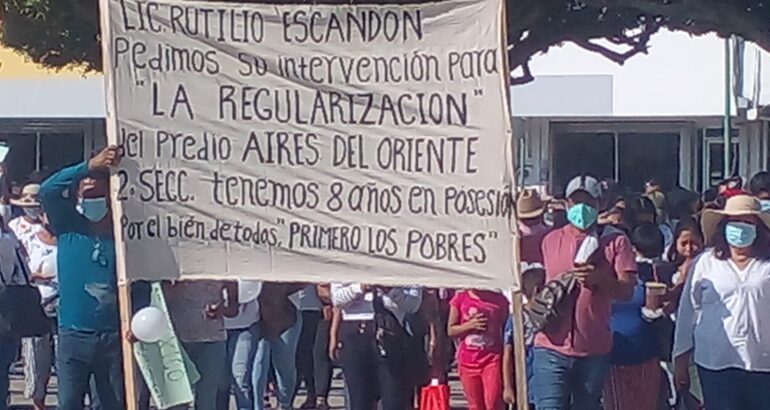 LIC. RUTILIO ESCANDON
Pedimos su intervención para
"LA REGULARIZACION"
del Predio AIRES DEL ORIENTE
2. SECC. tenemos 8 años en posesión
Por el bien de todos," PRIMERO LOS POBRES"